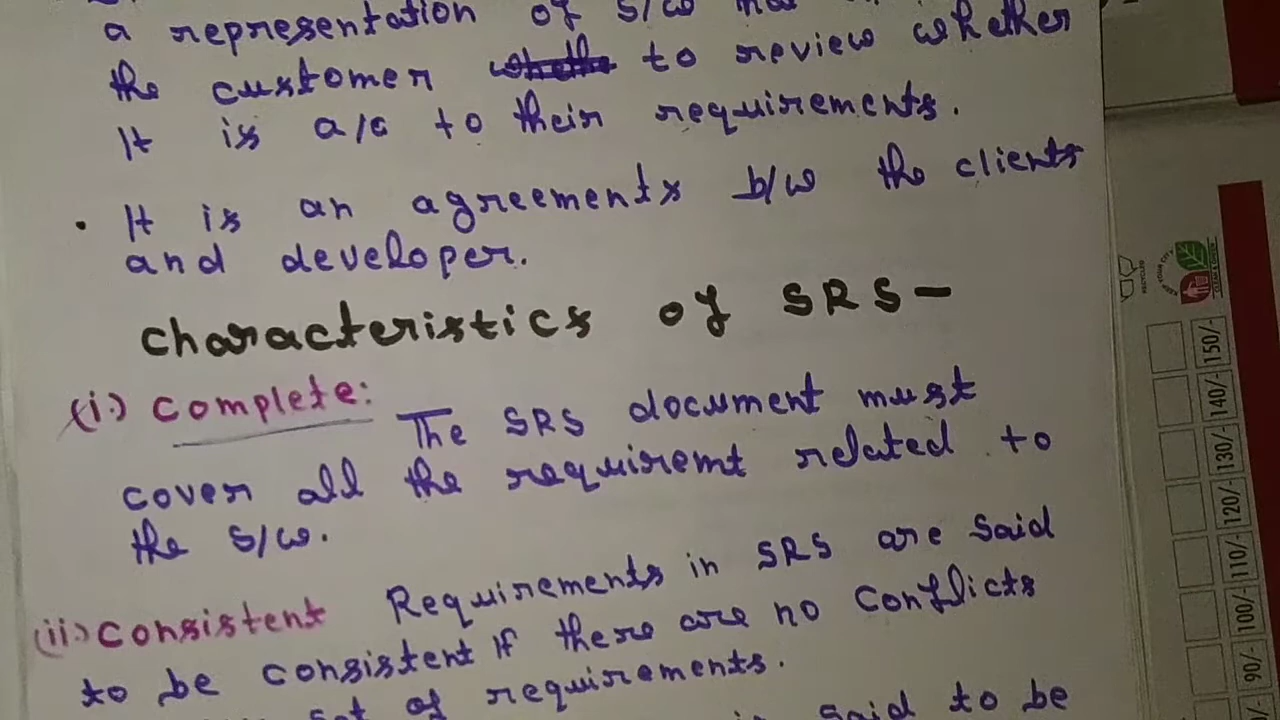 a representation of s/w
the customer to review whether
It is a/c to their requirements.
• It is an agreements b/w the clients
and developer.
characteristics of SRS-
(i) complete: The SRS document must
cover all the requiremt related to
the s/w.
(ii) consistent Requirements in SRS are said
to be consistent if there are no conflicts
set of requirements.
said to be
RECYCLED
150/-
140/-
130/-
120/-
110/-
100/-
90/-